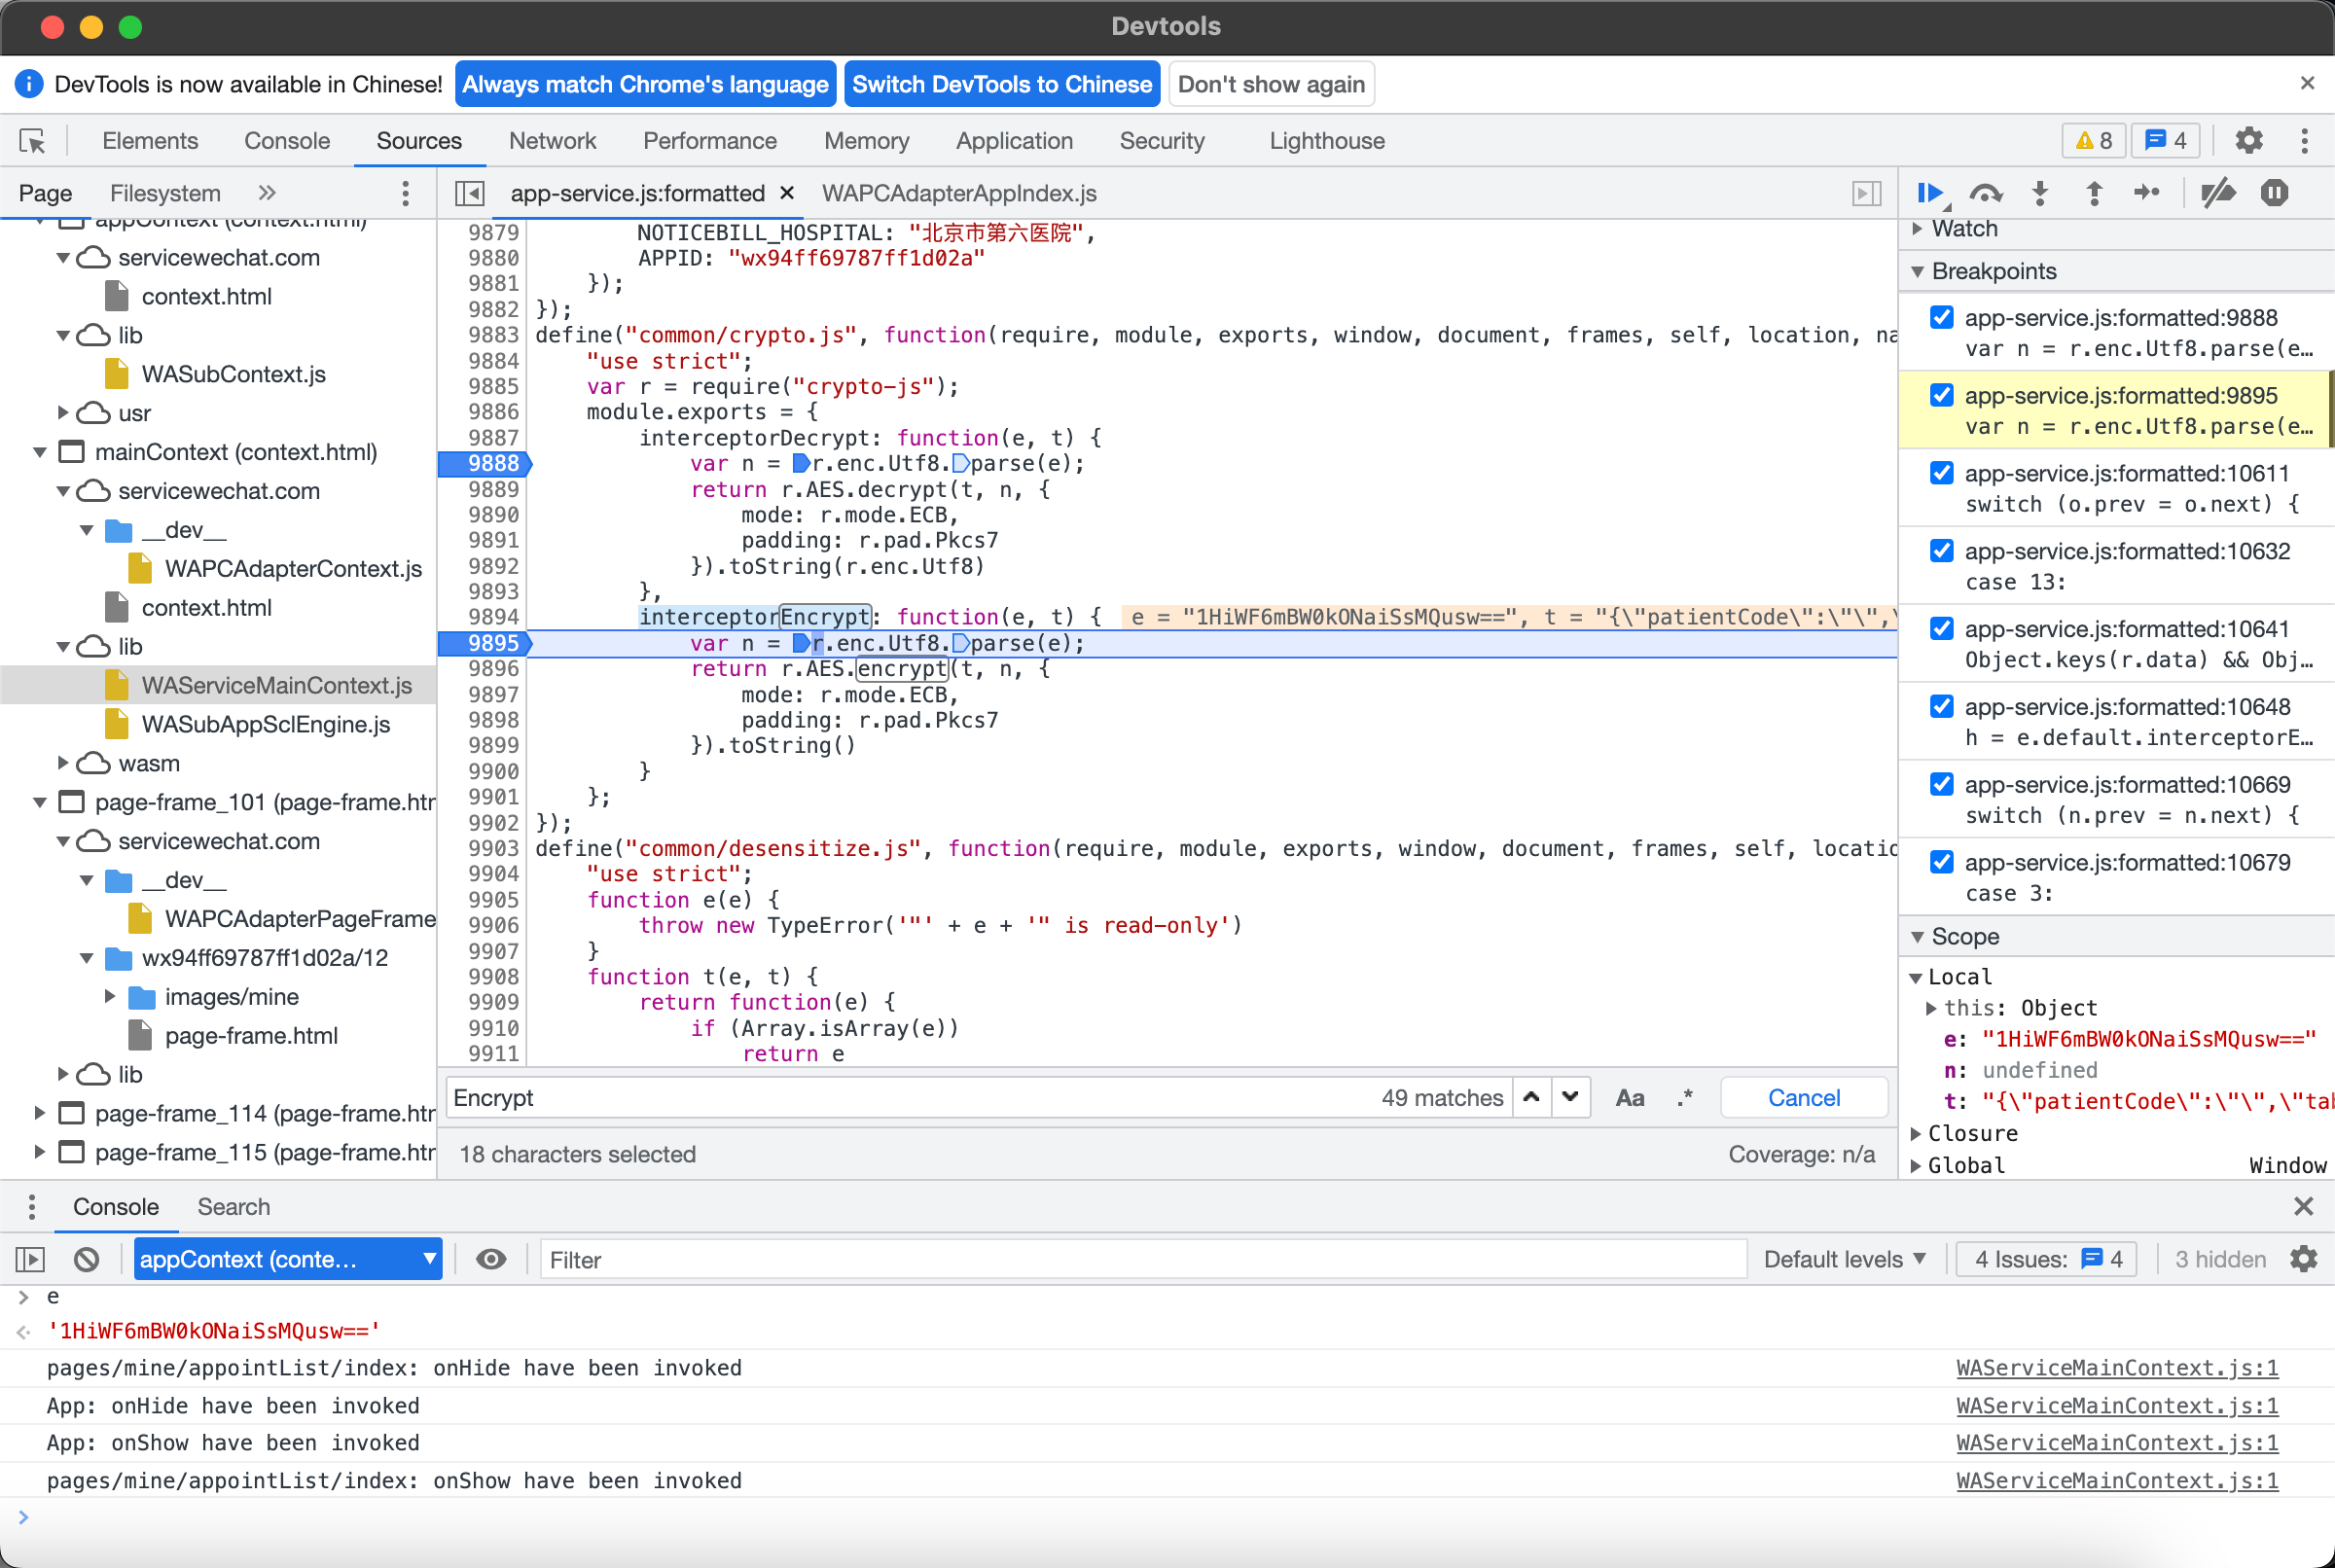 Devtools
DevTools is now available in Chinese! Always match Chrome's language Switch DevTools to Chinese Don't show again
Elements Console Sources Network Performance Memory Application Security Lighthouse 8 4
Page Filesystem
appContext (context.html)
servicewechat.com
context.html
lib
WASubContext.js
usr
mainContext (context.html)
servicewechat.com
__dev__
WAPCAdapterContext.js
context.html
lib
WAServiceMainContext.js
WASubAppSclEngine.js
wasm
page-frame_101 (page-frame.htm
servicewechat.com
__dev__
WAPCAdapterPageFrame
wx94ff69787ff1d02a/12
images/mine
page-frame.html
lib
page-frame_114 (page-frame.htm
page-frame_115 (page-frame.htm
app-service.js:formatted × WAPCAdapterAppIndex.js
9879 NOTICEBILL_HOSPITAL: "北京市第六医院",
9880 APPID: "wx94ff69787ff1d02a"
9881 });
9882 });
9883 define("common/crypto.js", function(require, module, exports, window, document, frames, self, location, na
9884 "use strict";
9885 var r = require("crypto-js");
9886 module.exports = {
9887 interceptorDecrypt: function(e, t) {
9888 var n = r.enc.Utf8.parse(e);
9889 return r.AES.decrypt(t, n, {
9890 mode: r.mode.ECB,
9891 padding: r.pad.Pkcs7
9892 }).toString(r.enc.Utf8)
9893 },
9894 interceptorEncrypt: function(e, t) { e = "1HiWF6mBW0kONaiSsMQusw==", t = "{\"patientCode\":\"\",\
9895 var n = r.enc.Utf8.parse(e);
9896 return r.AES.encrypt(t, n, {
9897 mode: r.mode.ECB,
9898 padding: r.pad.Pkcs7
9899 }).toString()
9900 }
9901 };
9902 });
9903 define("common/desensitize.js", function(require, module, exports, window, document, frames, self, locatio
9904 "use strict";
9905 function e(e) {
9906 throw new TypeError('"' + e + '" is read-only')
9907 }
9908 function t(e, t) {
9909 return function(e) {
9910 if (Array.isArray(e))
9911 return e
Encrypt 49 matches Aa .* Cancel
18 characters selected Coverage: n/a
Watch
Breakpoints
app-service.js:formatted:9888
var n = r.enc.Utf8.parse(e…
app-service.js:formatted:9895
var n = r.enc.Utf8.parse(e…
app-service.js:formatted:10611
switch (o.prev = o.next) {
app-service.js:formatted:10632
case 13:
app-service.js:formatted:10641
Object.keys(r.data) && Obj…
app-service.js:formatted:10648
h = e.default.interceptorE…
app-service.js:formatted:10669
switch (n.prev = n.next) {
app-service.js:formatted:10679
case 3:
Scope
Local
this: Object
e: "1HiWF6mBW0kONaiSsMQusw=="
n: undefined
t: "{\"patientCode\":\"\",\"tab
Closure
Global Window
Console Search
appContext (conte… Filter Default levels 4 Issues: 4 3 hidden
> e
'1HiWF6mBW0kONaiSsMQusw=='
pages/mine/appointList/index: onHide have been invoked WAServiceMainContext.js:1
App: onHide have been invoked WAServiceMainContext.js:1
App: onShow have been invoked WAServiceMainContext.js:1
pages/mine/appointList/index: onShow have been invoked WAServiceMainContext.js:1
>